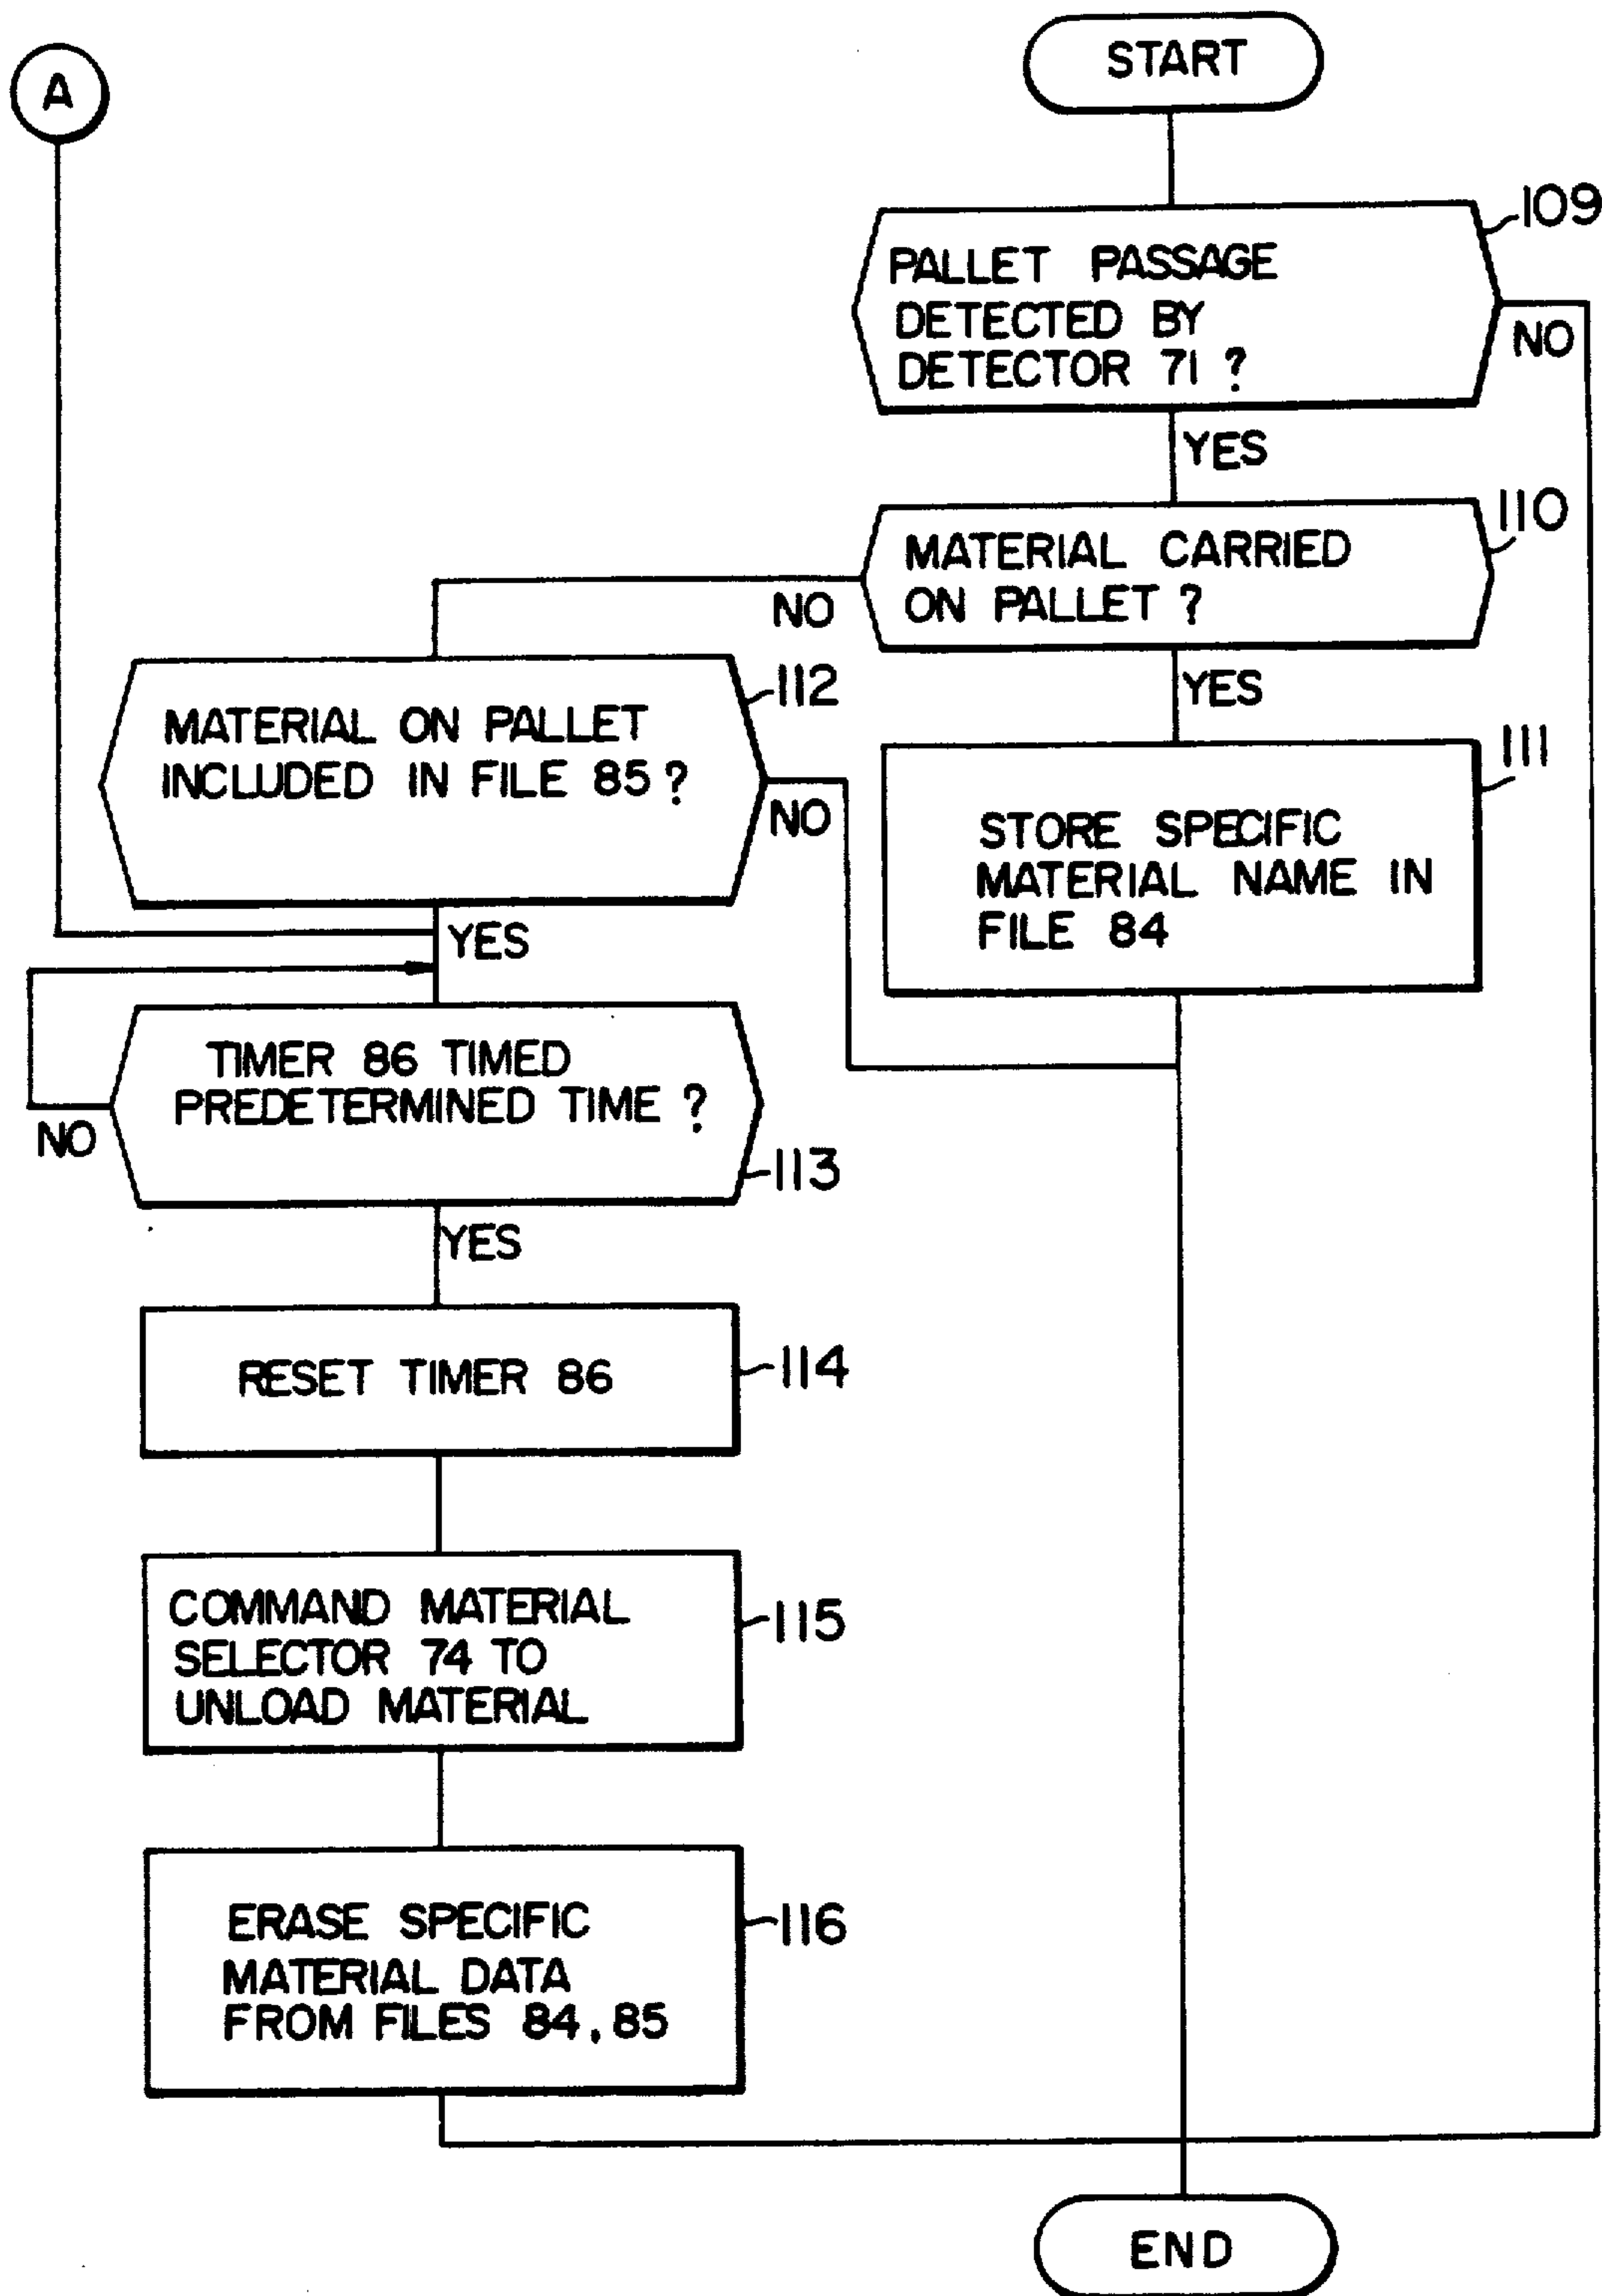 A
START
109
PALLET PASSAGE
DETECTED BY
DETECTOR 71 ?
NO
YES
110
MATERIAL CARRIED
ON PALLET ?
NO
YES
112
MATERIAL ON PALLET
INCLUDED IN FILE 85 ?
NO
YES
111
STORE SPECIFIC
MATERIAL NAME IN
FILE 84
TIMER 86 TIMED
PREDETERMINED TIME ?
NO
113
YES
RESET TIMER 86
114
COMMAND MATERIAL
SELECTOR 74 TO
UNLOAD MATERIAL
115
ERASE SPECIFIC
MATERIAL DATA
FROM FILES 84, 85
116
END